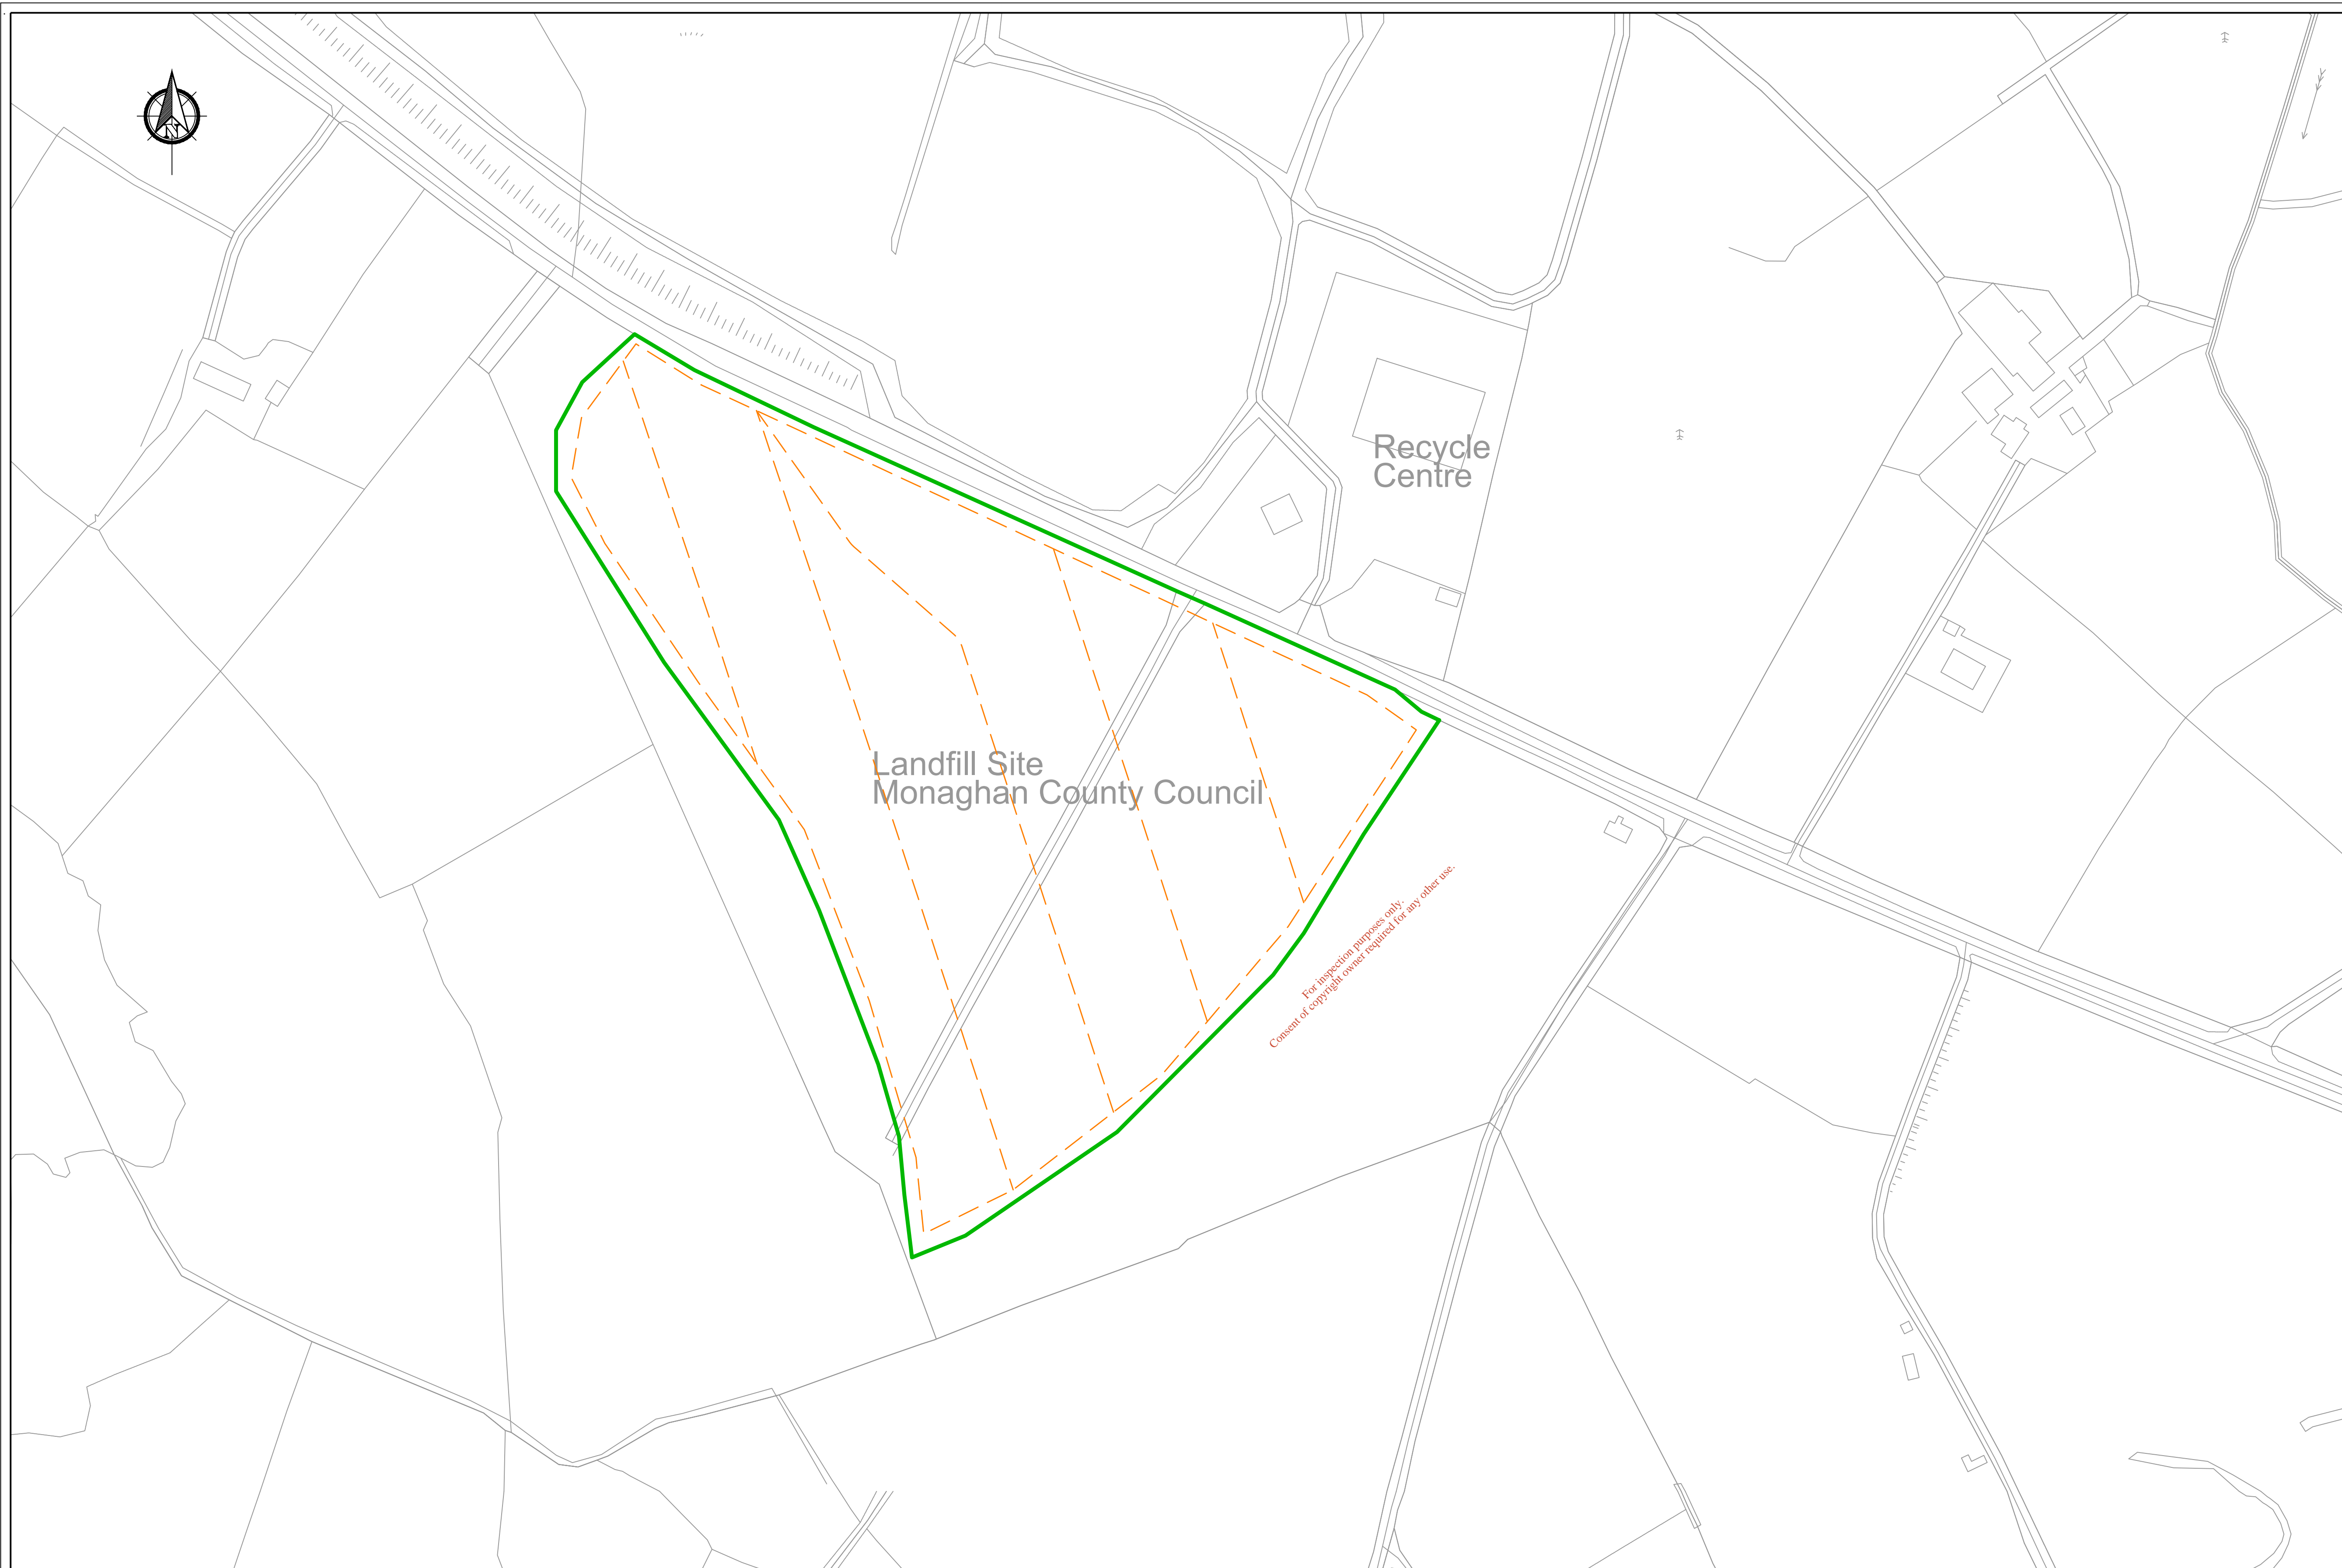 N
Recycle
Centre
Landfill Site
Monaghan County Council
For inspection purposes only.
Consent of copyright owner required for any other use.